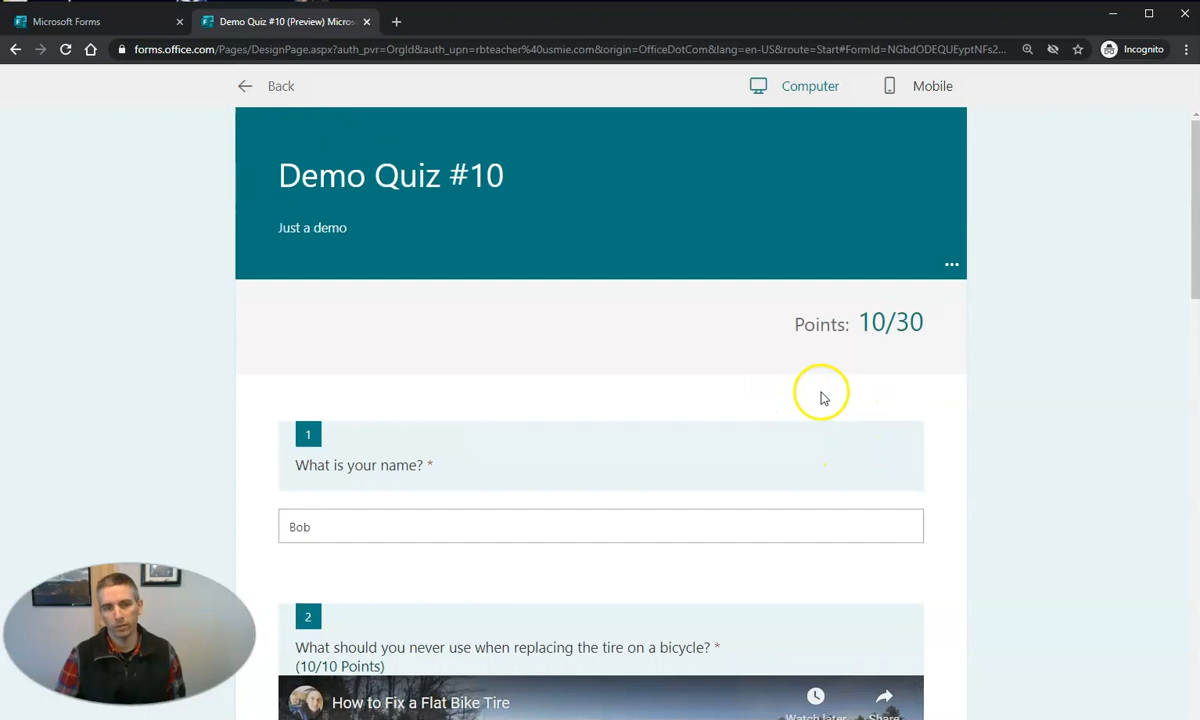 Microsoft Forms
Demo Quiz #10 (Preview) Micros
forms.office.com/Pages/DesignPage.aspx?auth_pvr=OrgId&auth_upn=rbteacher%40usmie.com&origin=OfficeDotCom&lang=en-US&route=Start#FormId=NGbdODEQUEyptNFs2...
Incognito
Back
Computer
Mobile
Demo Quiz #10
Just a demo
...
Points: 10/30
1
What is your name? *
Bob
2
What should you never use when replacing the tire on a bicycle? *
(10/10 Points)
How to Fix a Flat Bike Tire
Watch later
Share